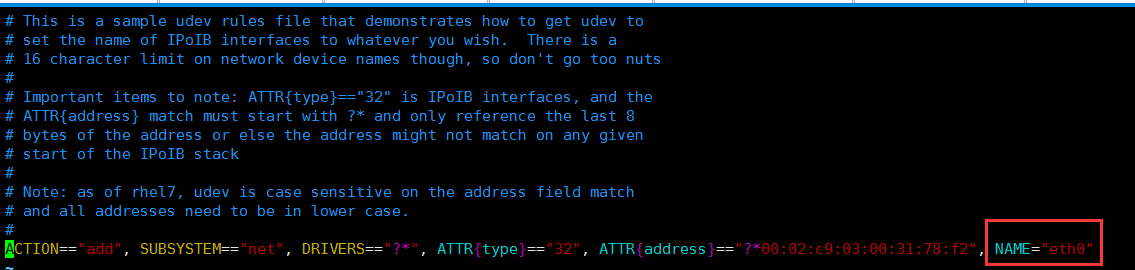 # This is a sample udev rules file that demonstrates how to get udev to
# set the name of IPoIB interfaces to whatever you wish.  There is a
# 16 character limit on network device names though, so don't go too nuts
#
# Important items to note: ATTR{type}=="32" is IPoIB interfaces, and the
# ATTR{address} match must start with ?* and only reference the last 8
# bytes of the address or else the address might not match on any given
# start of the IPoIB stack
#
# Note: as of rhel7, udev is case sensitive on the address field match
# and all addresses need to be in lower case.
#
ACTION=="add", SUBSYSTEM=="net", DRIVERS=="?*", ATTR{type}=="32", ATTR{address}=="?*00:02:c9:03:00:31:78:f2", NAME="eth0"
~